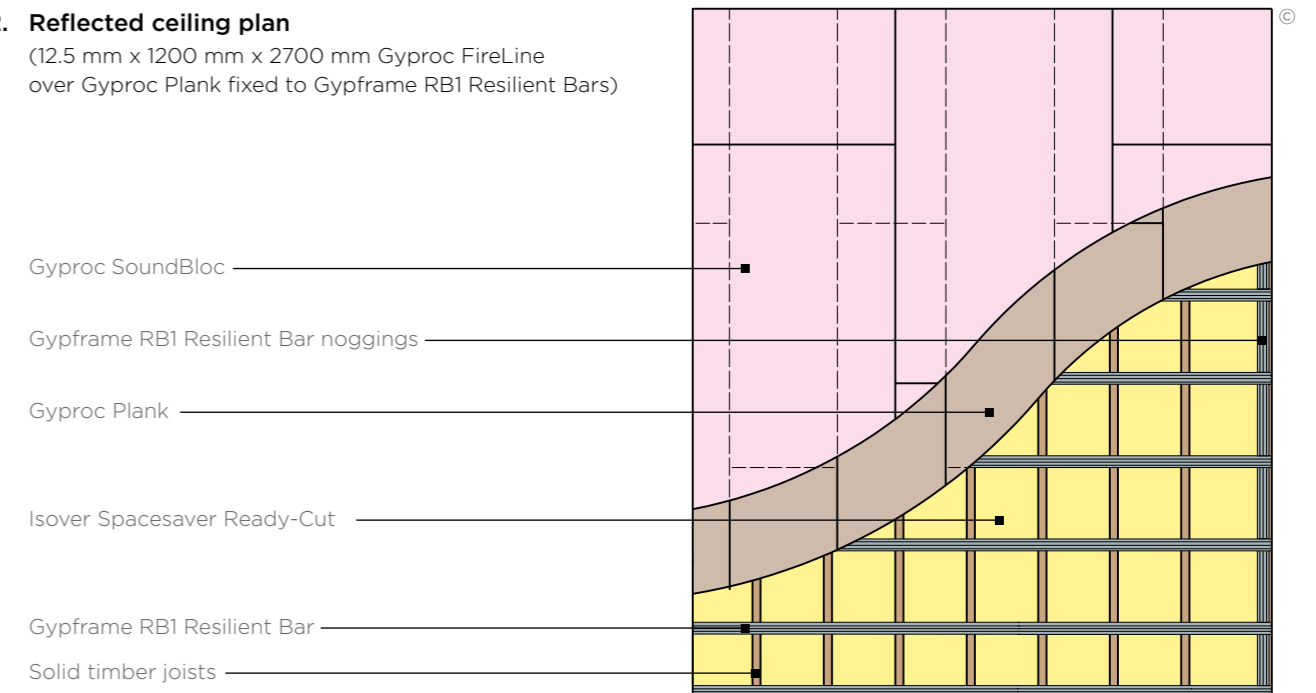 2. Reflected ceiling plan
(12.5 mm x 1200 mm x 2700 mm Gyproc FireLine
over Gyproc Plank fixed to Gypframe RB1 Resilient Bars)
©
Gyproc SoundBloc
Gypframe RB1 Resilient Bar noggings
Gyproc Plank
Isover Spacesaver Ready-Cut
Gypframe RB1 Resilient Bar
Solid timber joists